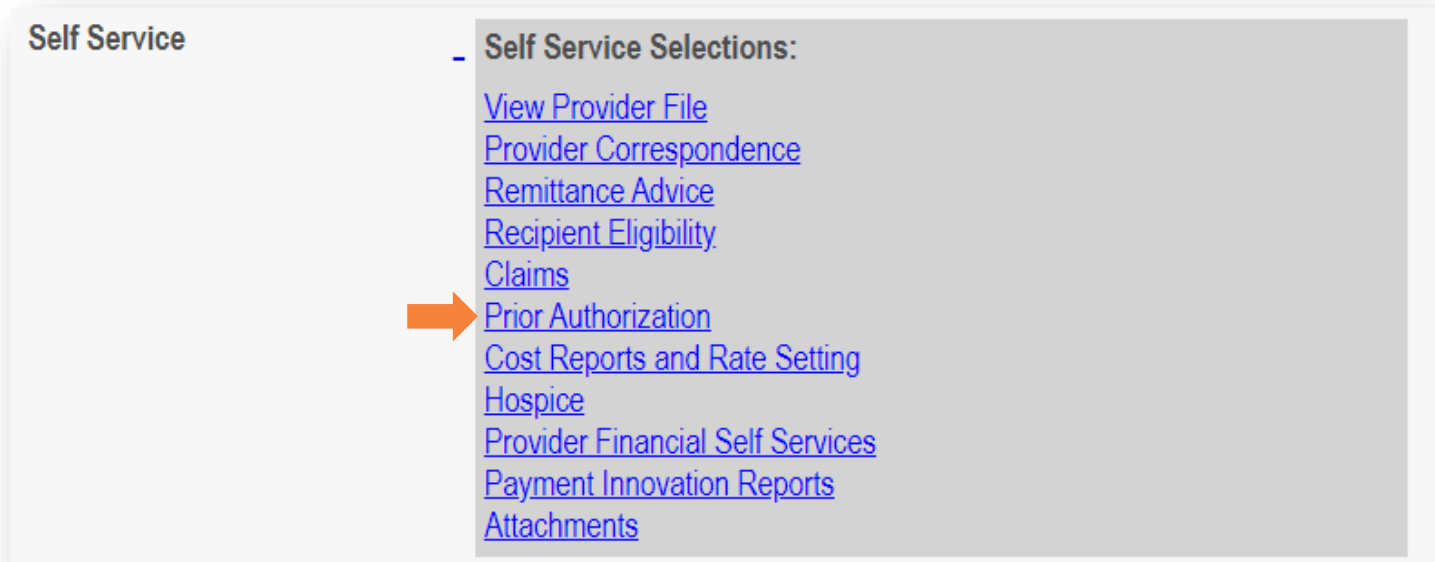 Self Service
Self Service Selections:
View Provider File
Provider Correspondence
Remittance Advice
Recipient Eligibility
Claims
Prior Authorization
Cost Reports and Rate Setting
Hospice
Provider Financial Self Services
Payment Innovation Reports
Attachments